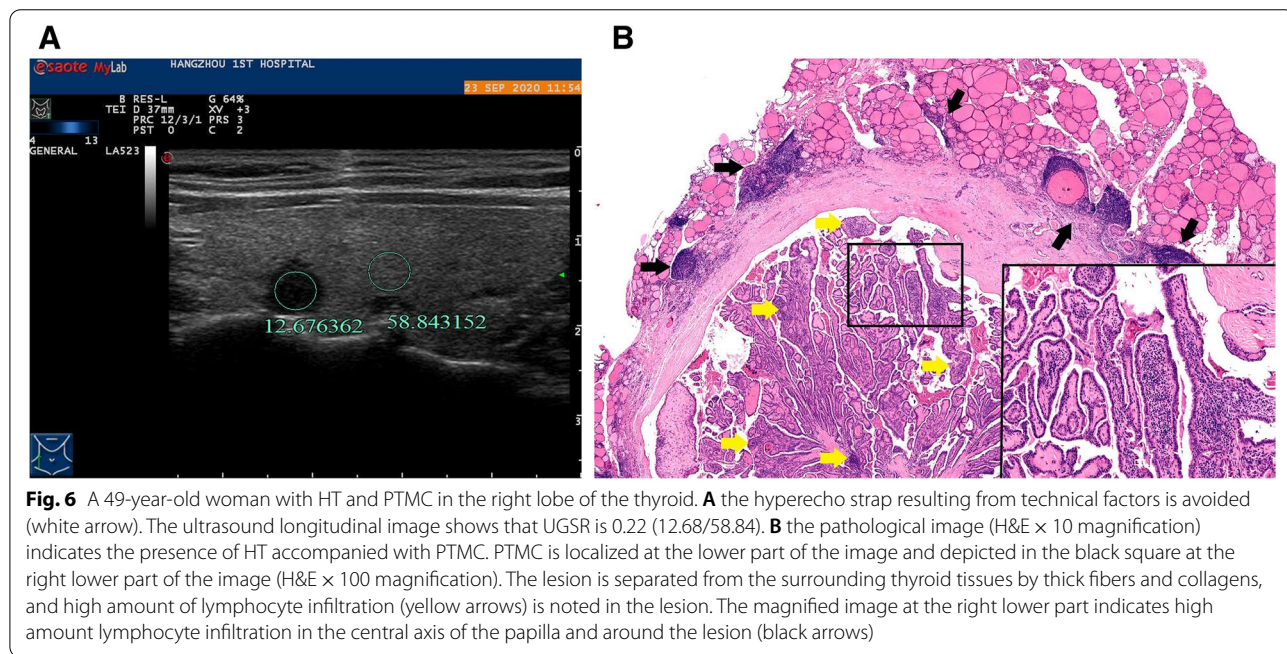 A
B
esaote MyLab HANGZHOU 1ST HOSPITAL
23 SEP 2020 11:54
B RES-L G 64%
TEI D 37mm XV +3
PRC 12/3/1 PRS 3
PST 0 C 2
4 13
GENERAL LA523
0
1
2
3
12.676362 58.843152
Fig. 6 A 49-year-old woman with HT and PTMC in the right lobe of the thyroid. A the hyperecho strap resulting from technical factors is avoided
(white arrow). The ultrasound longitudinal image shows that UGSR is 0.22 (12.68/58.84). B the pathological image (H&E × 10 magnification)
indicates the presence of HT accompanied with PTMC. PTMC is localized at the lower part of the image and depicted in the black square at the
right lower part of the image (H&E × 100 magnification). The lesion is separated from the surrounding thyroid tissues by thick fibers and collagens,
and high amount of lymphocyte infiltration (yellow arrows) is noted in the lesion. The magnified image at the right lower part indicates high
amount lymphocyte infiltration in the central axis of the papilla and around the lesion (black arrows)